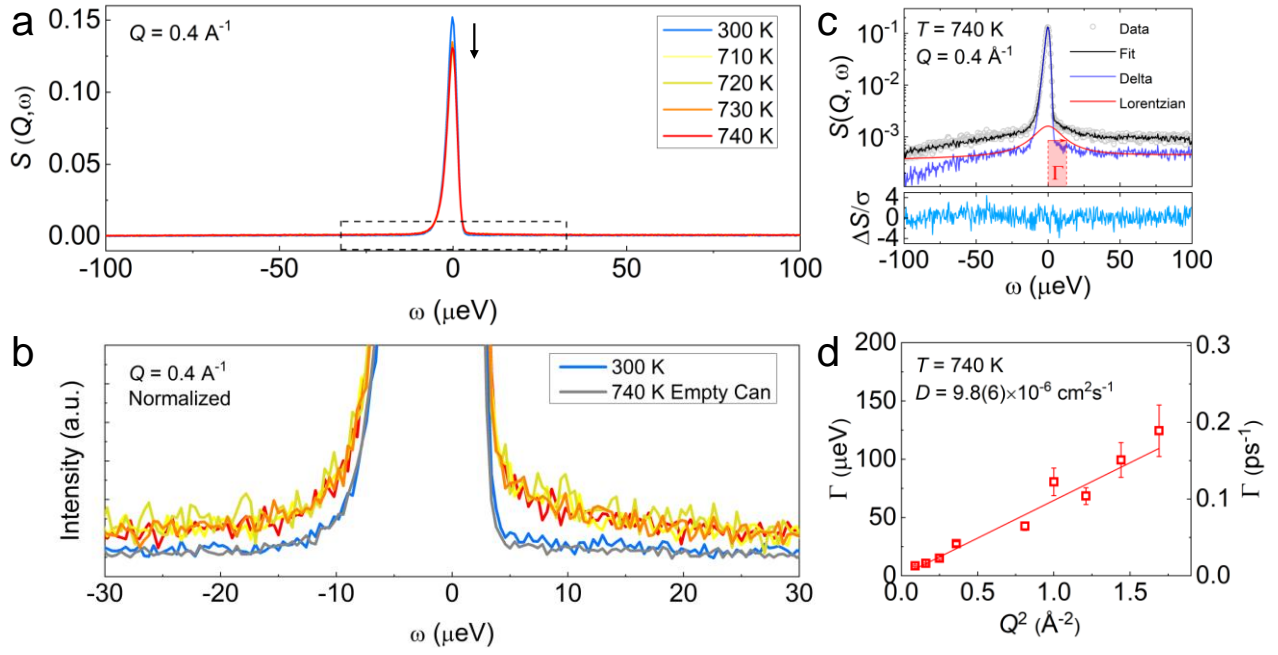 a
Q = 0.4 A⁻¹
300 K
710 K
720 K
730 K
740 K
S (Q,ω)
0.15
0.10
0.05
0.00
-100
-50
0
50
100
ω (μeV)
b
Q = 0.4 A⁻¹
Normalized
300 K
740 K Empty Can
Intensity (a.u.)
-30
-20
-10
0
10
20
30
ω (μeV)
c
T = 740 K
Q = 0.4 Å⁻¹
Data
Fit
Delta
Lorentzian
Γ
S(Q, ω)
10⁻¹
10⁻²
10⁻³
ΔS/σ
4
0
-4
-100
-50
0
50
100
ω (μeV)
d
T = 740 K
D = 9.8(6)×10⁻⁶ cm²s⁻¹
Γ (μeV)
200
150
100
50
0
Γ (ps⁻¹)
0.3
0.2
0.1
0.0
0.0
0.5
1.0
1.5
Q² (Å⁻²)